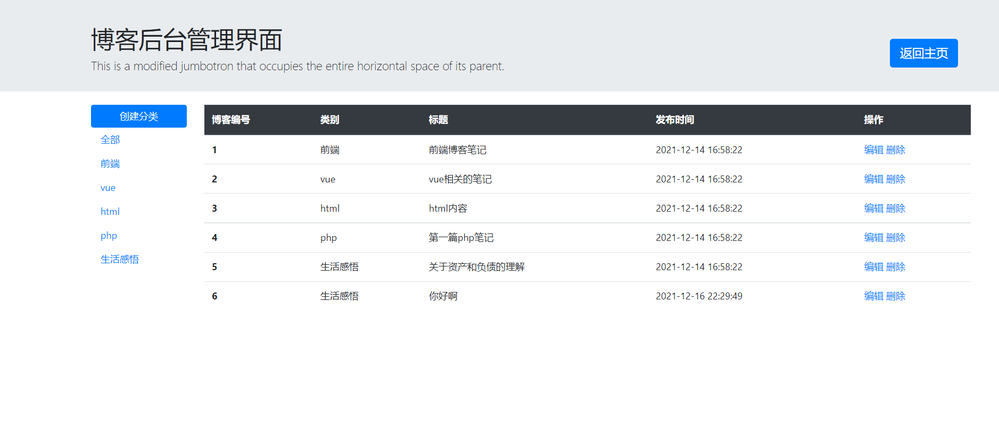 博客后台管理界面
This is a modified jumbotron that occupies the entire horizontal space of its parent.
返回主页
创建分类
全部
前端
vue
html
php
生活感悟
博客编号 类别 标题 发布时间 操作
1 前端 前端博客笔记 2021-12-14 16:58:22 编辑 删除
2 vue vue相关的笔记 2021-12-14 16:58:22 编辑 删除
3 html html内容 2021-12-14 16:58:22 编辑 删除
4 php 第一篇php笔记 2021-12-14 16:58:22 编辑 删除
5 生活感悟 关于资产和负债的理解 2021-12-14 16:58:22 编辑 删除
6 生活感悟 你好啊 2021-12-16 22:29:49 编辑 删除